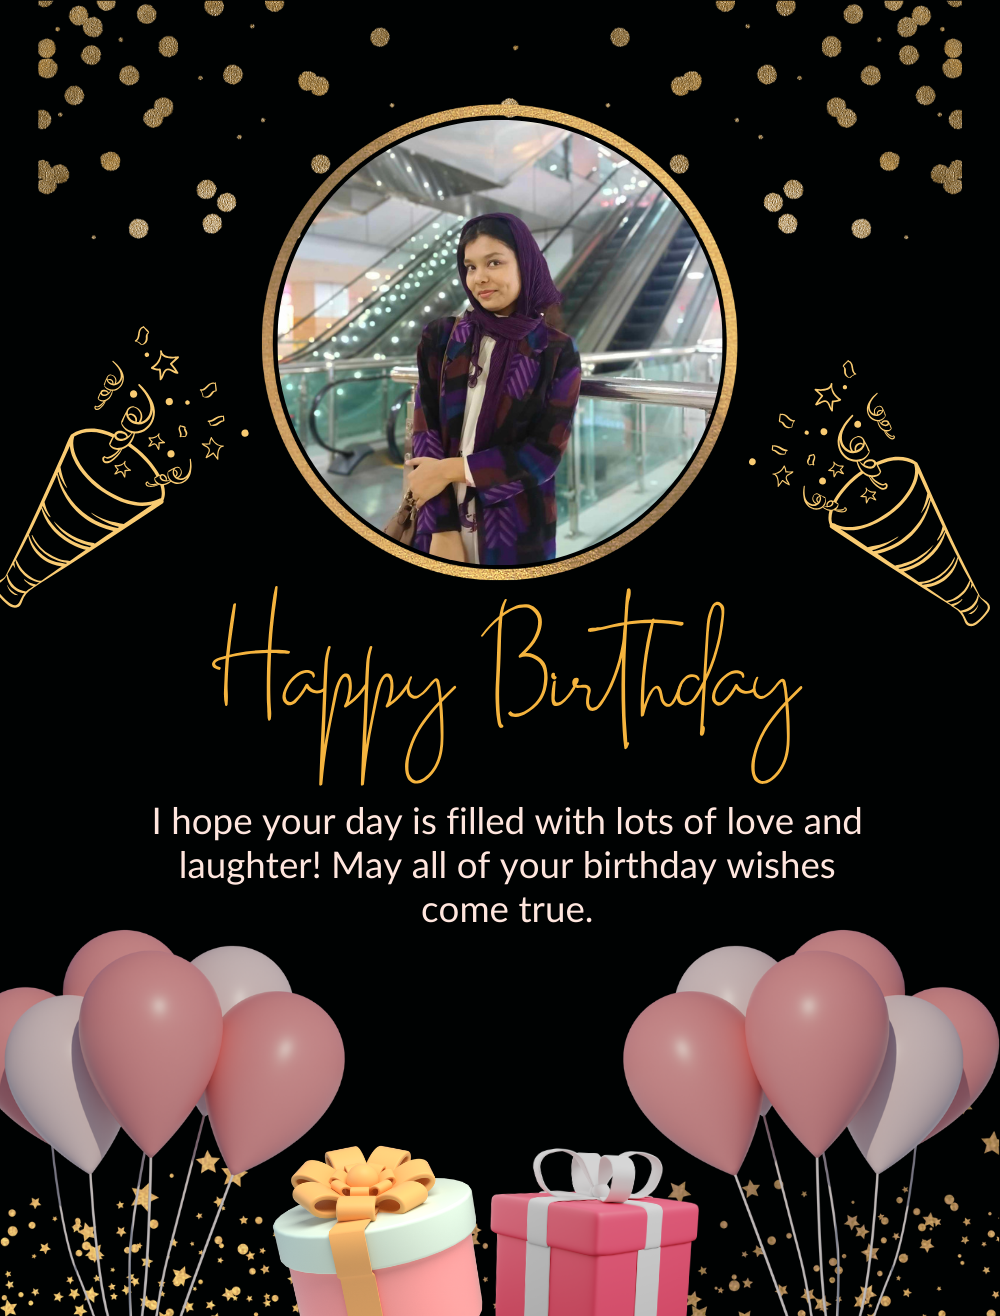 Happy Birthday
I hope your day is filled with lots of love and
laughter! May all of your birthday wishes
come true.